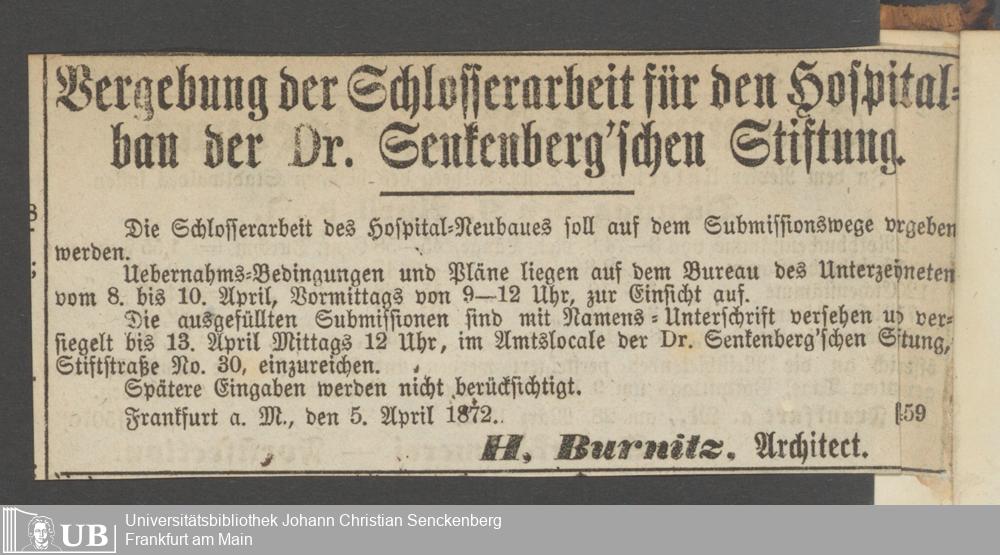 Vergebung der Schlosserarbeit für den Hospital-
bau der Dr. Senkenberg'schen Stiftung.
Die Schlosserarbeit des Hospital-Neubaues soll auf dem Submissionswege vrgeben
werden.
Uebernahms-Bedingungen und Pläne liegen auf dem Bureau des Unterzeyneten
vom 8. bis 10. April, Vormittags von 9—12 Uhr, zur Einsicht auf.
Die ausgefüllten Submissionen sind mit Namens-Unterschrift versehen ver-
siegelt bis 13. April Mittags 12 Uhr, im Amtslocale der Dr. Senkenberg'schen Sttung,
Stiftstraße No. 30, einzureichen.
Spätere Eingaben werden nicht berücksichtigt.
Frankfurt a. M., den 5. April 1872. 59
H. Burnitz, Architect.
UB
Universitätsbibliothek Johann Christian Senckenberg
Frankfurt am Main